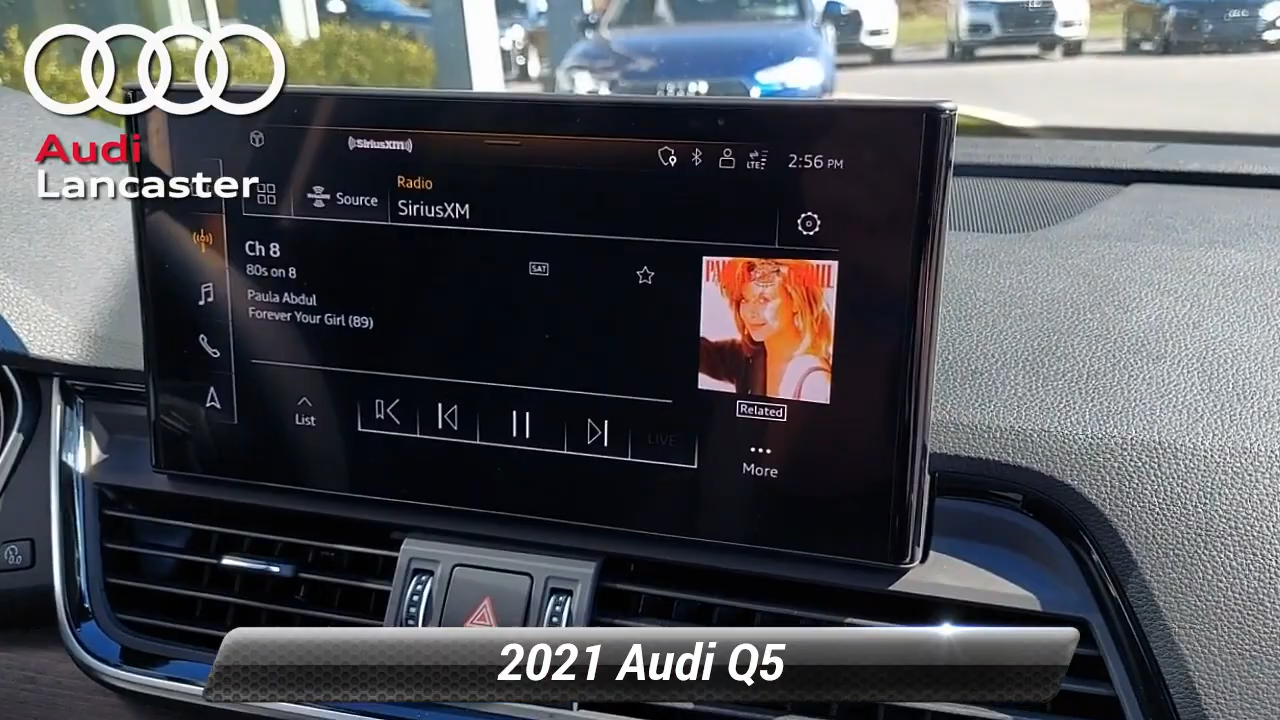 Audi
Lancaster
SiriusXM
LTE
2:56 PM
Source
Radio
SiriusXM
Ch 8
80s on 8
SAT
Paula Abdul
Forever Your Girl (89)
List
LIVE
Related
More
2021 Audi Q5